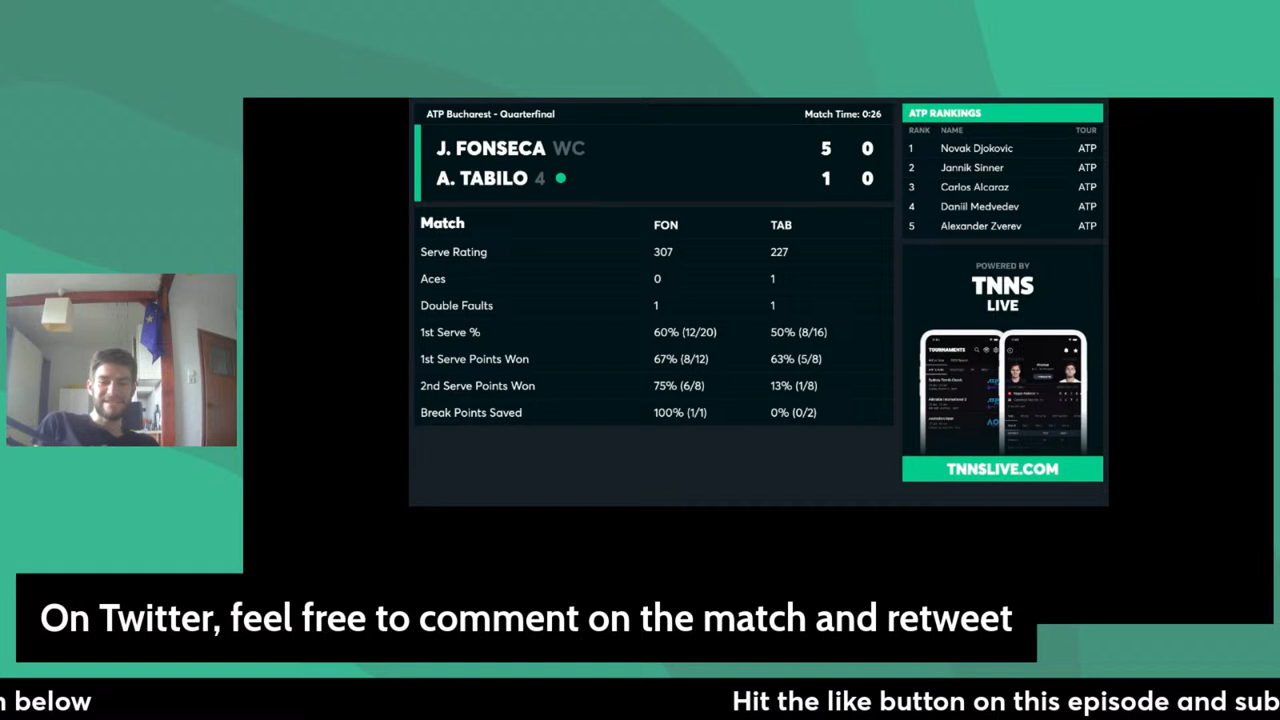 ATP Bucharest - Quarterfinal
Match Time: 0:26
J. FONSECA WC 5 0
A. TABILO 4 1 0
Match FON TAB
Serve Rating 307 227
Aces 0 1
Double Faults 1 1
1st Serve % 60% (12/20) 50% (8/16)
1st Serve Points Won 67% (8/12) 63% (5/8)
2nd Serve Points Won 75% (6/8) 13% (1/8)
Break Points Saved 100% (1/1) 0% (0/2)
ATP RANKINGS
RANK NAME TOUR
1 Novak Djokovic ATP
2 Jannik Sinner ATP
3 Carlos Alcaraz ATP
4 Daniil Medvedev ATP
5 Alexander Zverev ATP
POWERED BY
TNNS
LIVE
TOURNAMENTS
TNNSLIVE.COM
On Twitter, feel free to comment on the match and retweet
n below
Hit the like button on this episode and sub